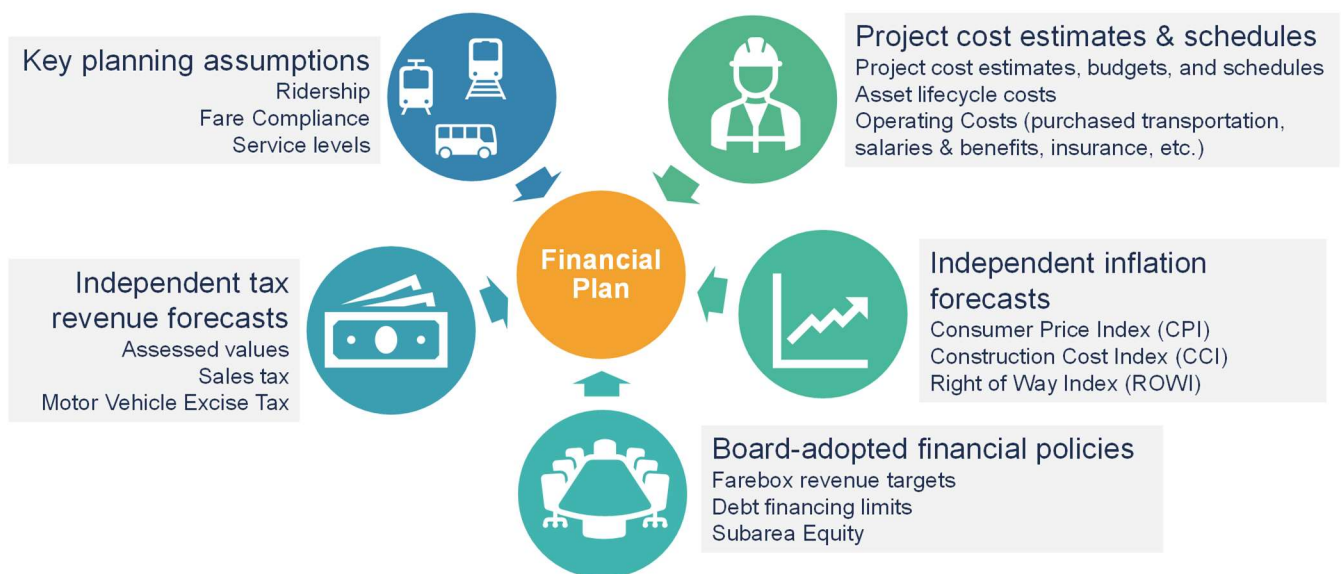 Key planning assumptions
Ridership
Fare Compliance
Service levels
Project cost estimates & schedules
Project cost estimates, budgets, and schedules
Asset lifecycle costs
Operating Costs (purchased transportation,
salaries & benefits, insurance, etc.)
Financial
Plan
Independent tax
revenue forecasts
Assessed values
Sales tax
Motor Vehicle Excise Tax
Independent inflation
forecasts
Consumer Price Index (CPI)
Construction Cost Index (CCI)
Right of Way Index (ROWI)
Board-adopted financial policies
Farebox revenue targets
Debt financing limits
Subarea Equity